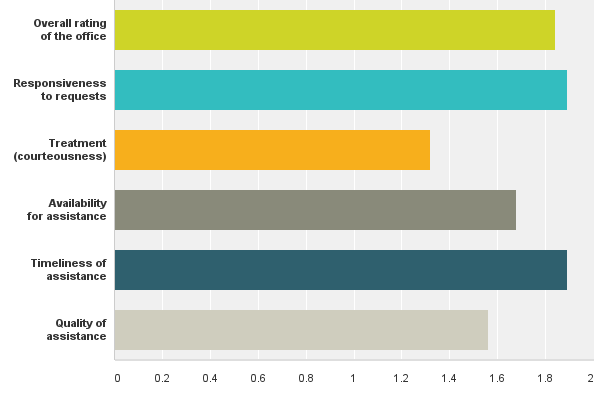 Overall rating
of the office
Responsiveness
to requests
Treatment
(courteousness)
Availability
for assistance
Timeliness of
assistance
Quality of
assistance
0 0.2 0.4 0.6 0.8 1 1.2 1.4 1.6 1.8 2